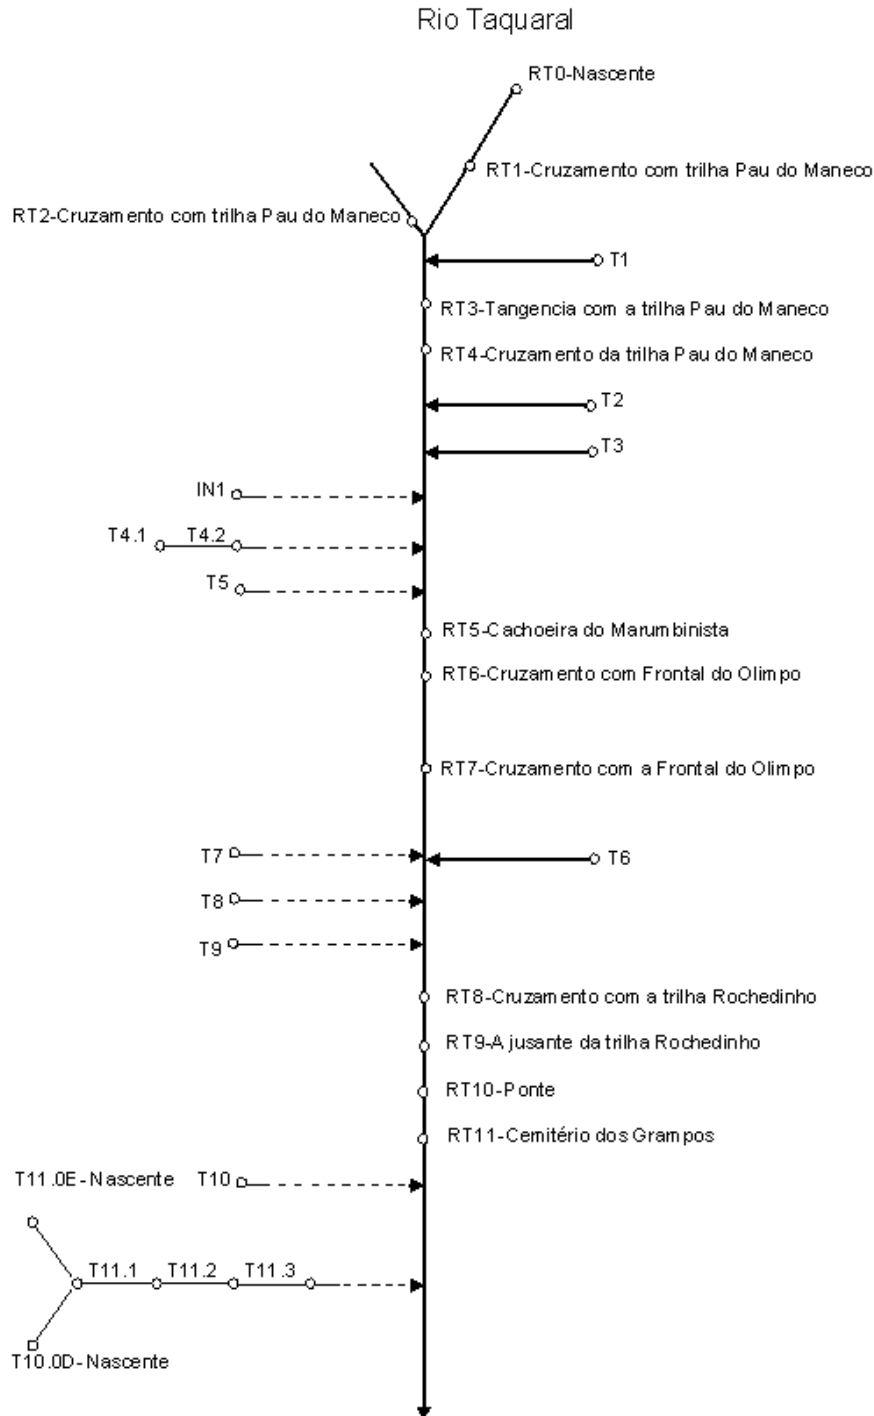 Rio Taquaral
RT0-Nascente
RT1-Cruzamento com trilha Pau do Maneco
RT2-Cruzamento com trilha Pau do Maneco
T1
RT3-Tangencia com a trilha Pau do Maneco
RT4-Cruzamento da trilha Pau do Maneco
T2
T3
IN1
T4.1 T4.2
T5
RT5-Cachoeira do Marumbinista
RT6-Cruzamento com Frontal do Olimpo
RT7-Cruzamento com a Frontal do Olimpo
T7 T6
T8
T9
RT8-Cruzamento com a trilha Rochedinho
RT9-A jusante da trilha Rochedinho
RT10-Ponte
RT11-Cemitério dos Grampos
T11.0E-Nascente T10
T11.1 T11.2 T11.3
T10.0D-Nascente